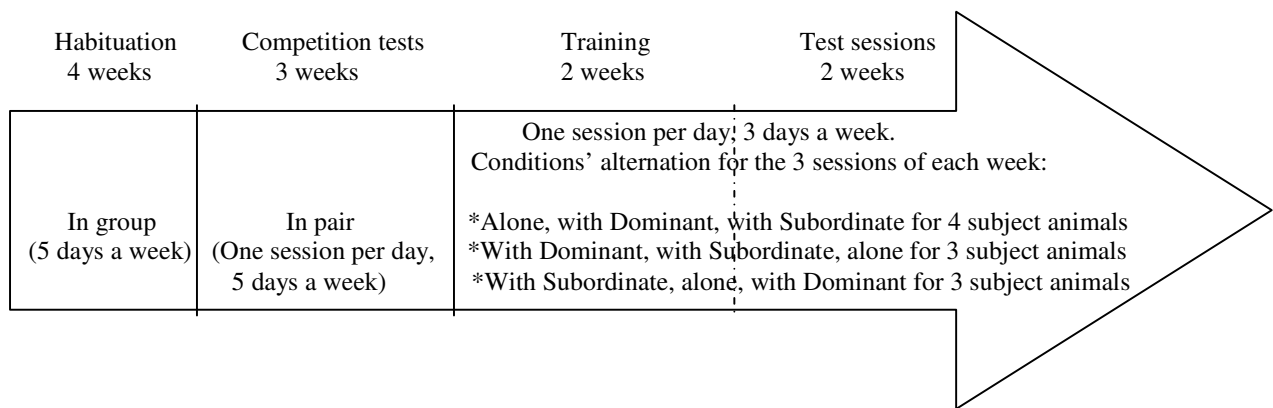 Habituation
4 weeks
Competition tests
3 weeks
Training
2 weeks
Test sessions
2 weeks
In group
(5 days a week)
In pair
(One session per day,
5 days a week)
One session per day, 3 days a week.
Conditions’ alternation for the 3 sessions of each week:
*Alone, with Dominant, with Subordinate for 4 subject animals
*With Dominant, with Subordinate, alone for 3 subject animals
*With Subordinate, alone, with Dominant for 3 subject animals